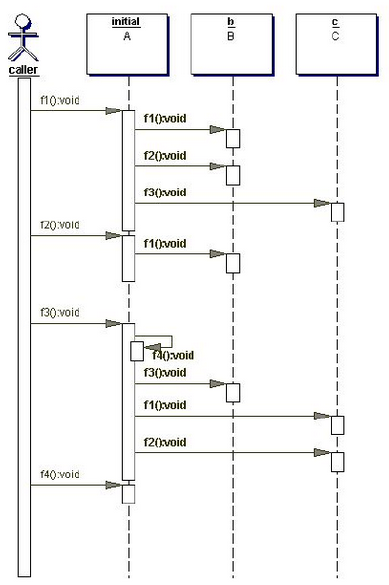 initial
A
b
B
c
C
caller
f1():void
f1():void
f2():void
f3():void
f2():void
f1():void
f3():void
f4():void
f3():void
f1():void
f2():void
f4():void